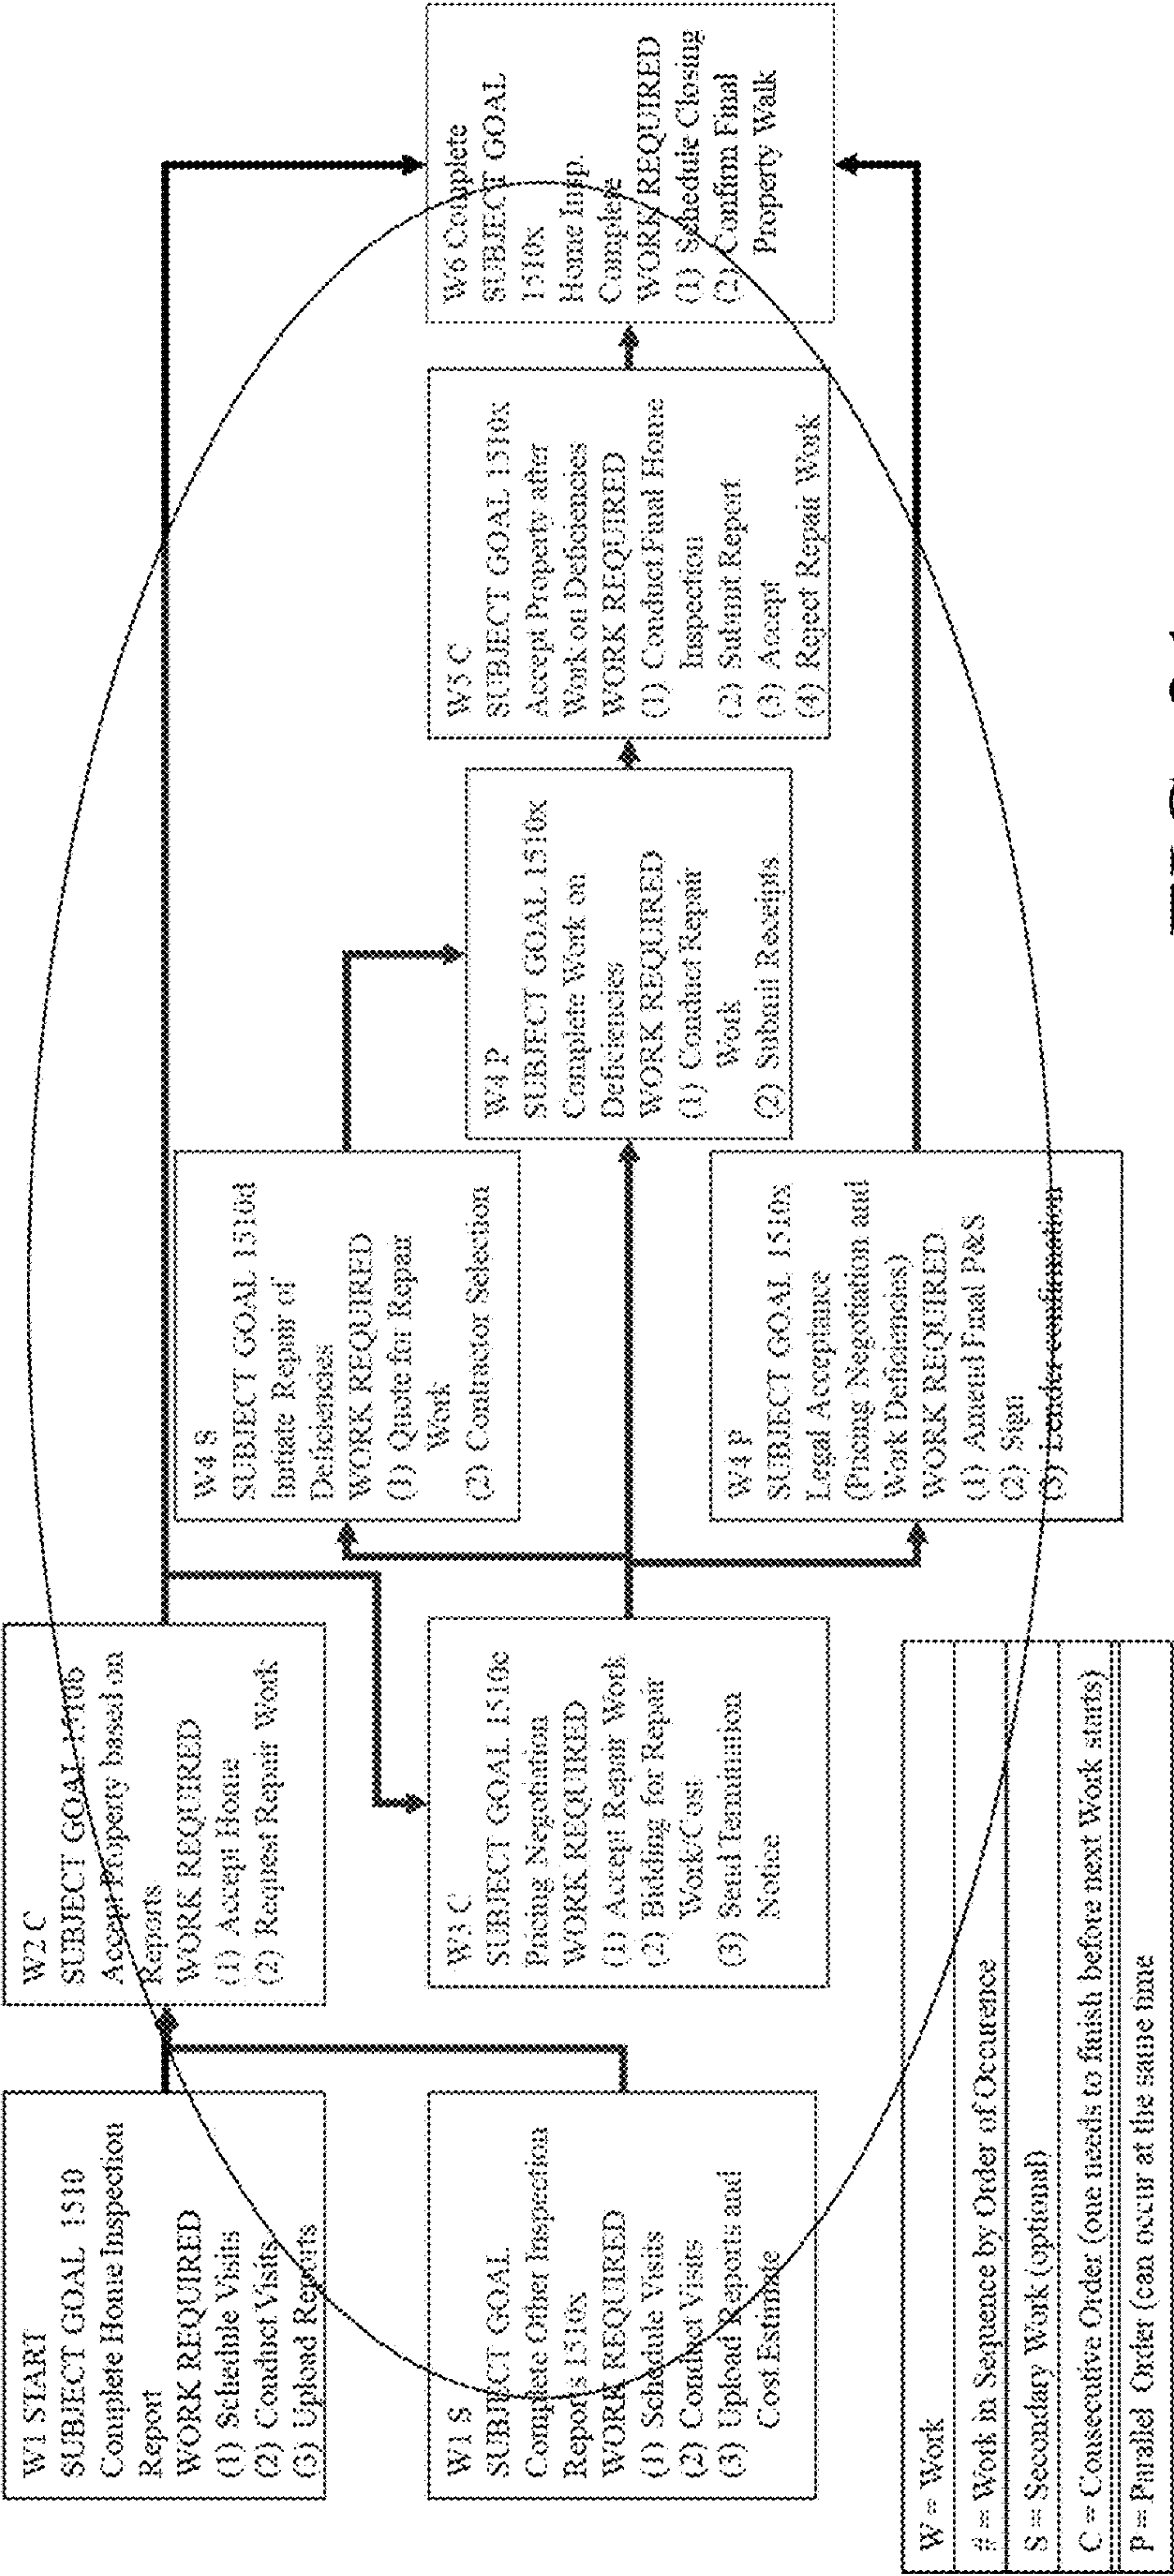 W1 START
SUBJECT GOAL 1510
Complete Home Inspection
Report
WORK REQUIRED
(1) Schedule Visits
(2) Conduct Visits
(3) Upload Reports
W1 S
SUBJECT GOAL
Complete Other Inspection
Reports 1510x
WORK REQUIRED
(1) Schedule Visits
(2) Conduct Visits
(3) Upload Reports and
Cost Estimate
W2 C
SUBJECT GOAL 1510b
Accept Property based on
Reports
WORK REQUIRED
(1) Accept Home
(2) Request Repair Work
W3 C
SUBJECT GOAL 1510c
Pricing Negotiation
WORK REQUIRED
(1) Accept Repair Work
(2) Bidding for Repair
Work/Cost
(3) Send Termination
Notice
W4 S
SUBJECT GOAL 1510d
Initiate Repair of
Deficiencies
WORK REQUIRED
(1) Quote for Repair
Work
(2) Contractor Selection
W4 P
SUBJECT GOAL 1510x
Legal Acceptance
(Pricing Negotiation and
Work Deficiencies)
WORK REQUIRED
(1) Amend Final P&S
(2) Sign
(3) Lender confirmation
W4 P
SUBJECT GOAL 1510x
Complete Work on
Deficiencies
WORK REQUIRED
(1) Conduct Repair
Work
(2) Submit Receipts
W5 C
SUBJECT GOAL 1510x
Accept Property after
Work on Deficiencies
WORK REQUIRED
(1) Conduct Final Home
Inspection
(2) Submit Report
(3) Accept
(4) Reject Repair Work
W6 Complete
SUBJECT GOAL
1510x
Home Insp.
Complete
WORK REQUIRED
(1) Schedule Closing
(2) Confirm Final
Property Walk
W = Work
# = Work in Sequence by Order of Occurence
S = Secondary Work (optional)
C = Consecutive Order (one needs to finish before next Work starts)
P = Parallel Order (can occur at the same time